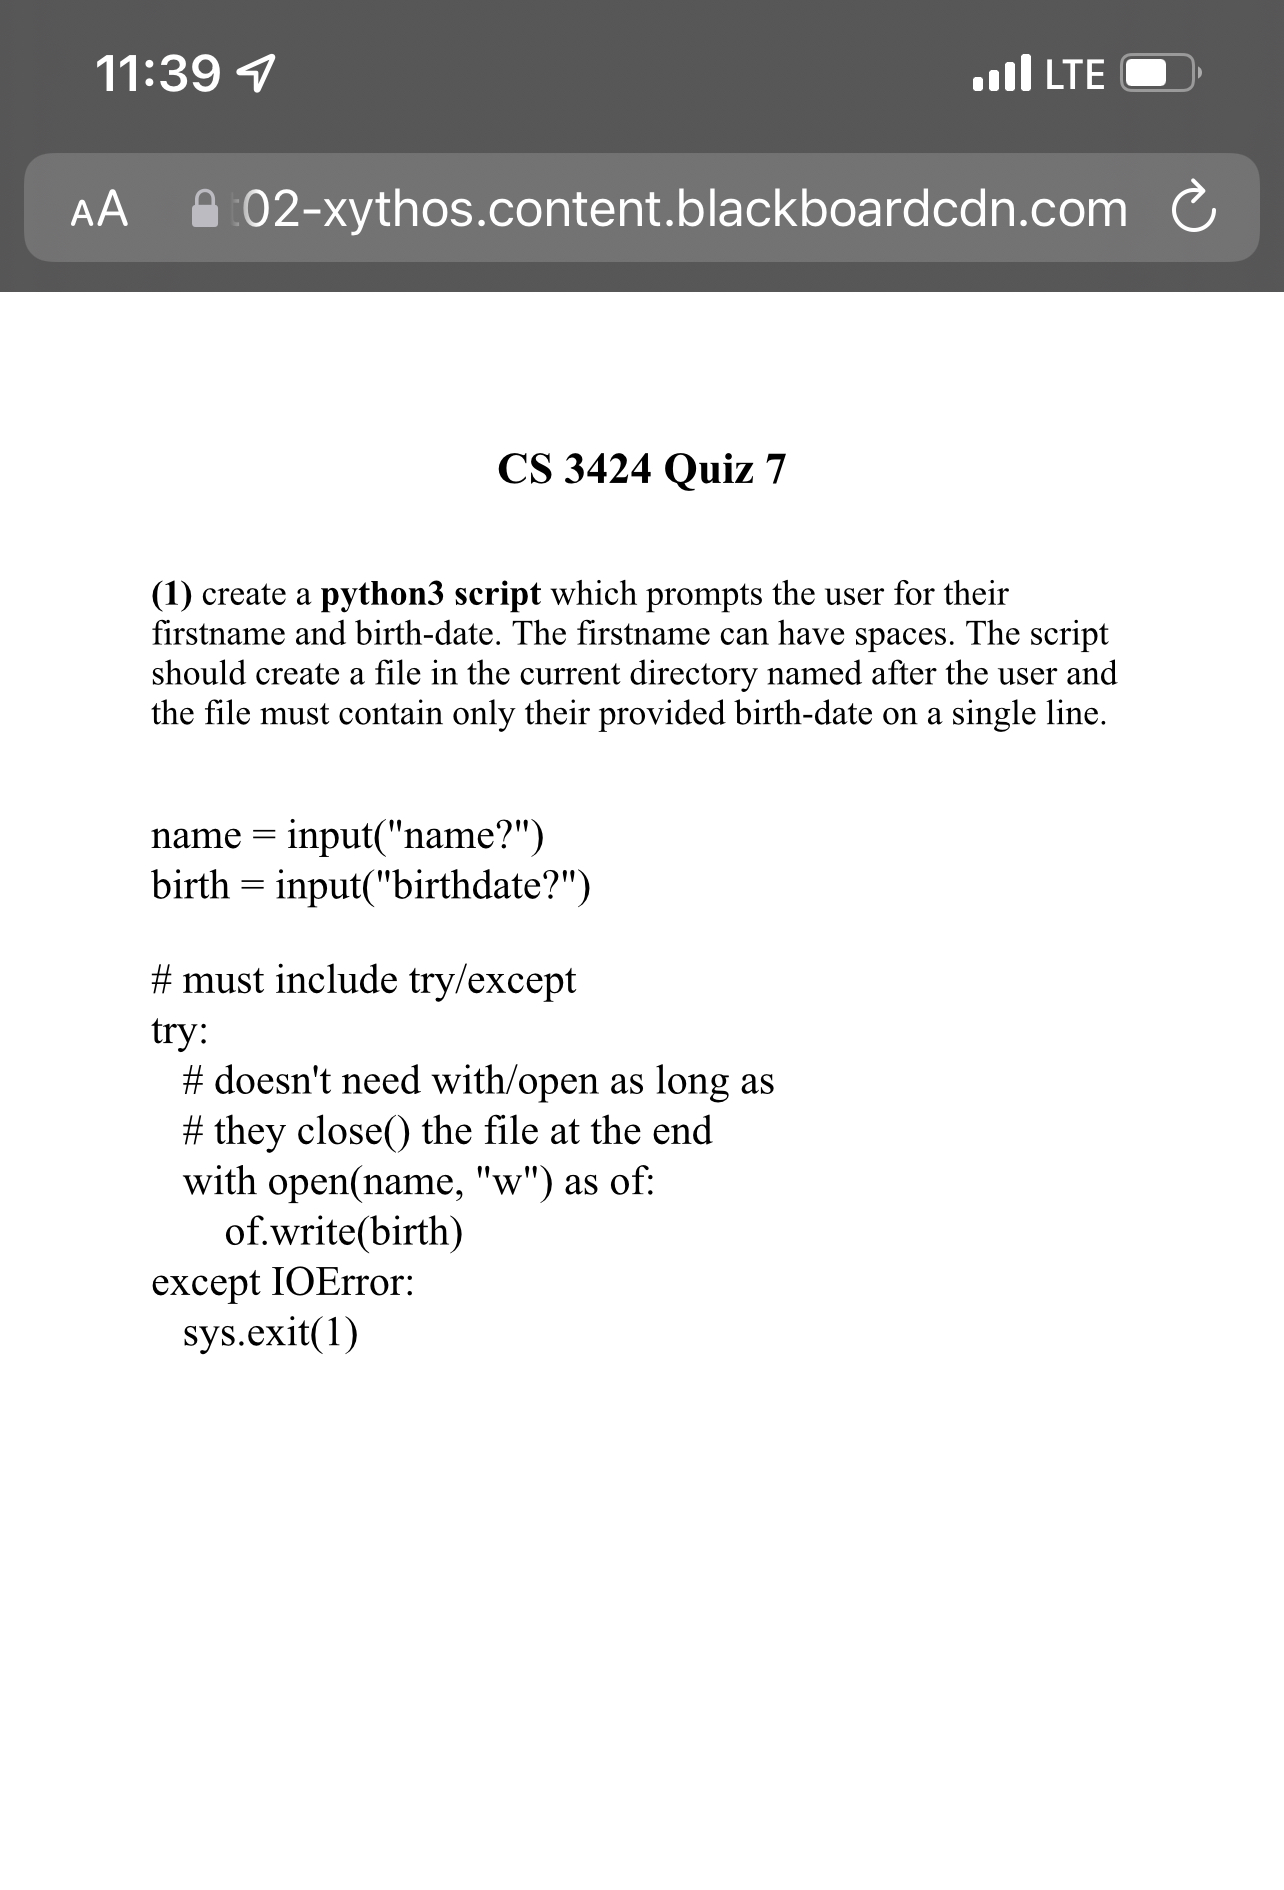 11:39
LTE
AA t02-xythos.content.blackboardcdn.com
CS 3424 Quiz 7
(1) create a python3 script which prompts the user for their
firstname and birth-date. The firstname can have spaces. The script
should create a file in the current directory named after the user and
the file must contain only their provided birth-date on a single line.
name = input("name?")
birth = input("birthdate?")
# must include try/except
try:
# doesn't need with/open as long as
# they close() the file at the end
with open(name, "w") as of:
of.write(birth)
except IOError:
sys.exit(1)